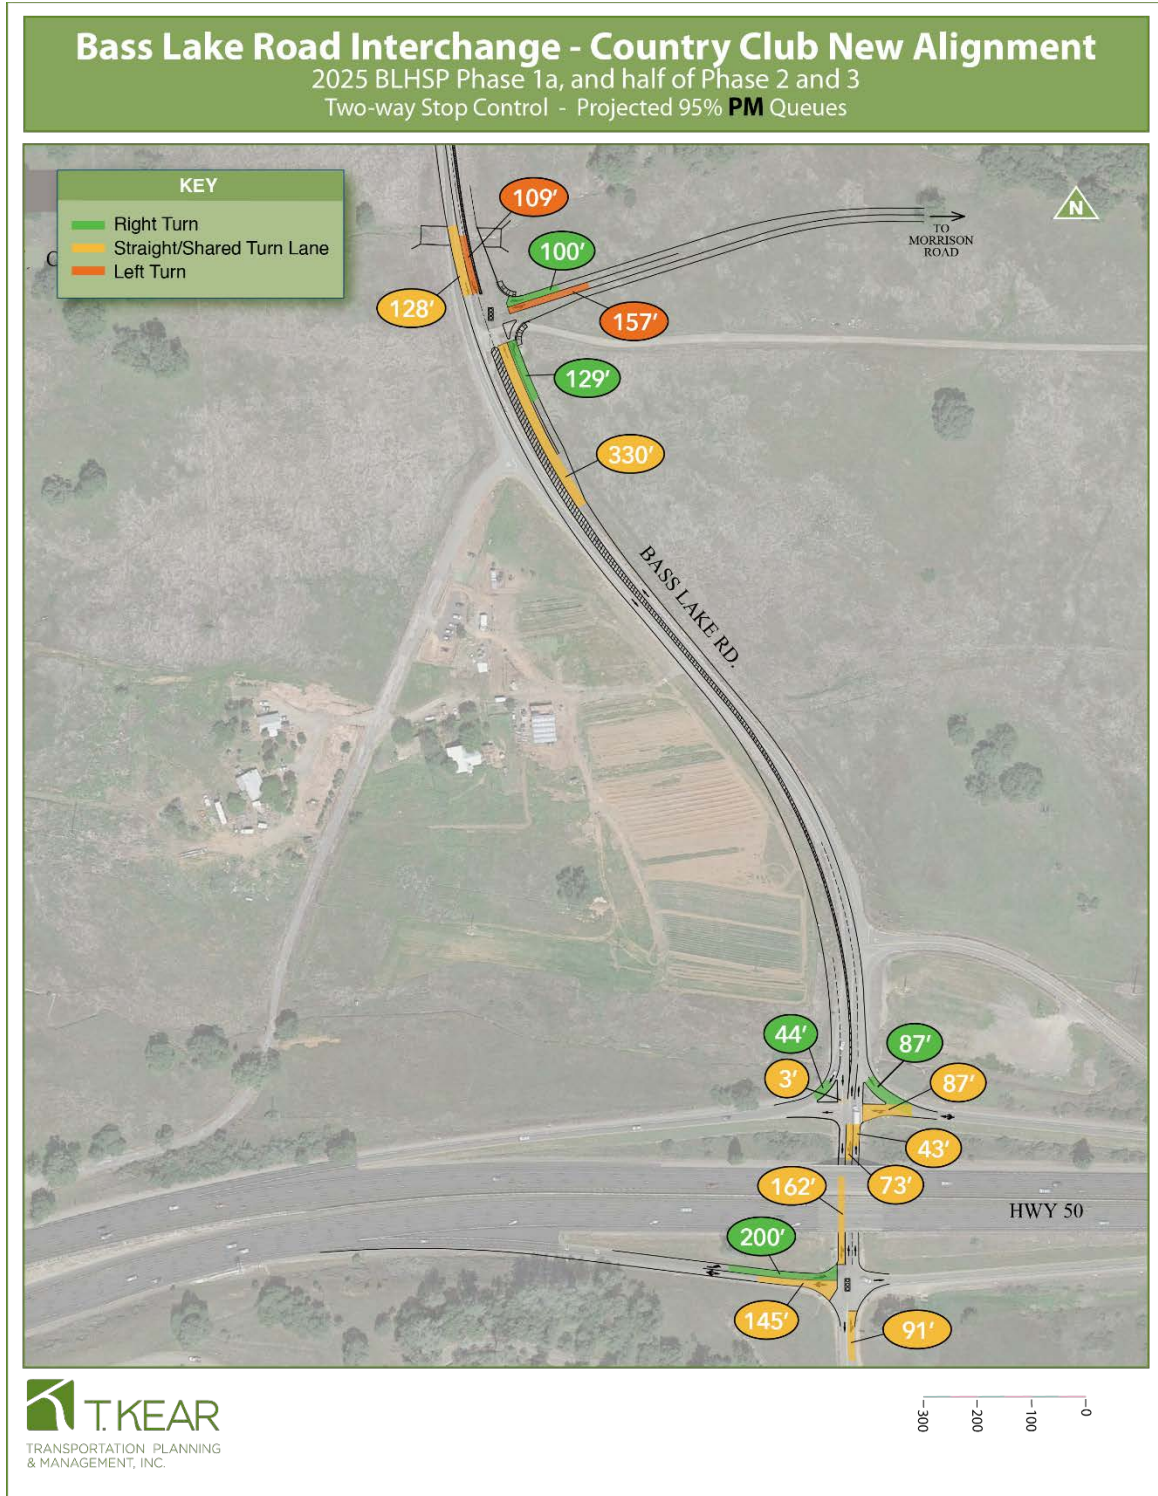 Bass Lake Road Interchange - Country Club New Alignment
2025 BLHSP Phase 1a, and half of Phase 2 and 3
Two-way Stop Control - Projected 95% PM Queues
KEY
Right Turn
Straight/Shared Turn Lane
Left Turn
C
N
109'
100'
TO
MORRISON
ROAD
128'
157'
129'
330'
BASS LAKE RD.
44'
87'
3'
87'
43'
162'
73'
HWY 50
200'
145'
91'
T. KEAR
TRANSPORTATION PLANNING
& MANAGEMENT, INC.
300
200
100
0